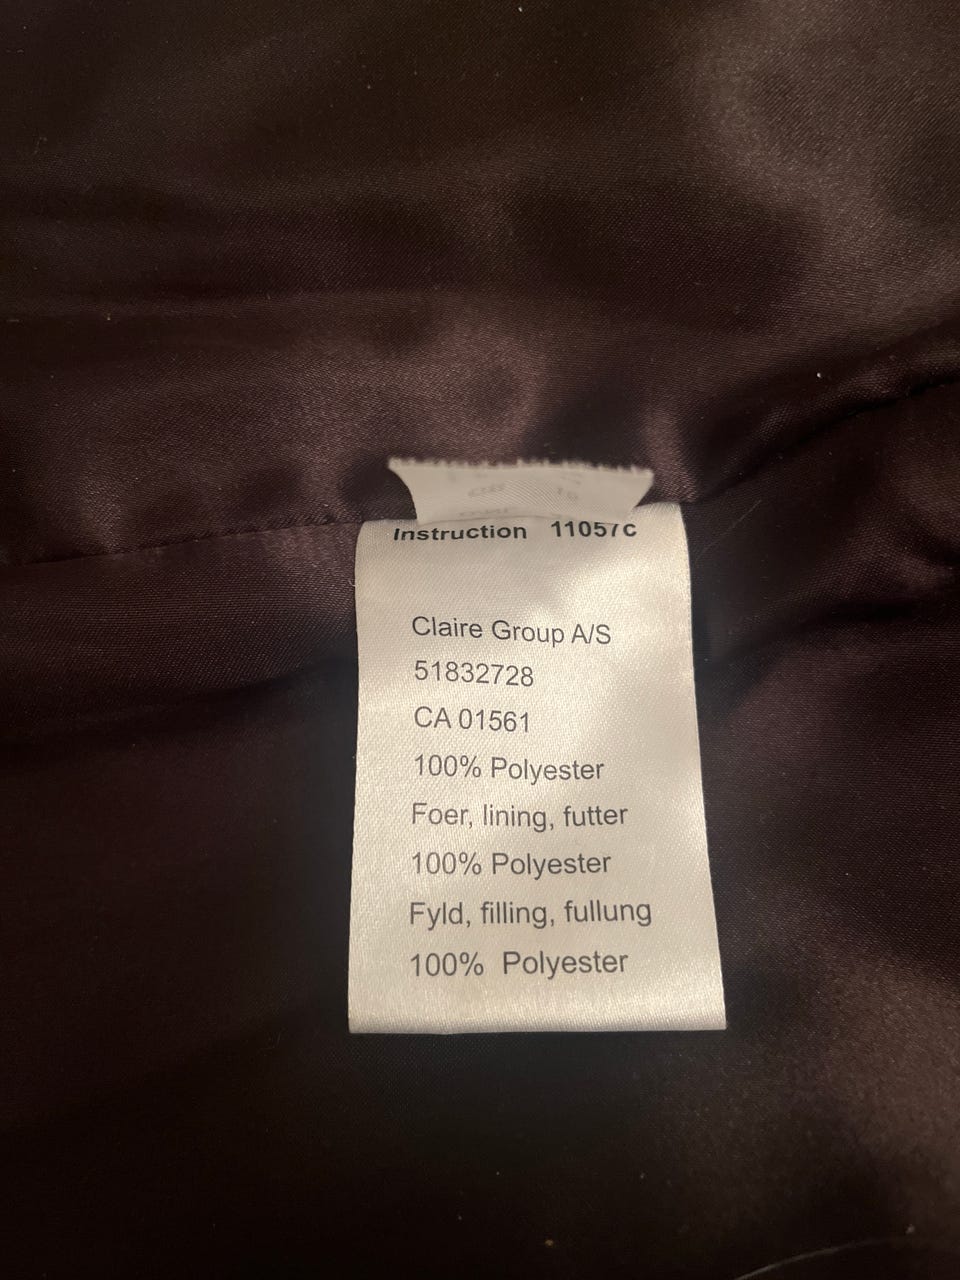 Instruction 11057c
Claire Group A/S
51832728
CA 01561
100% Polyester
Foer, lining, futter
100% Polyester
Fyld, filling, fullung
100% Polyester